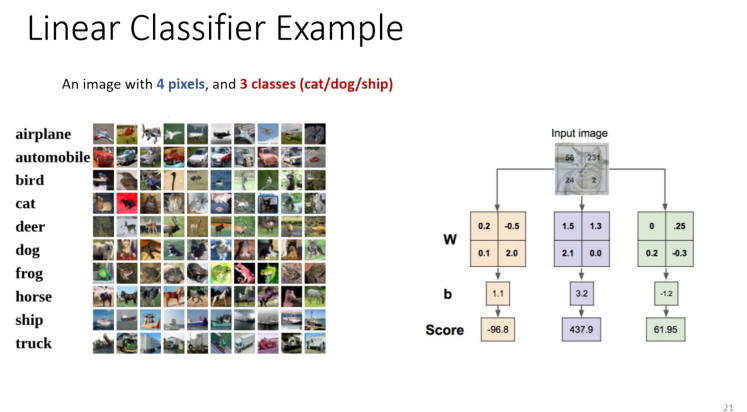 Linear Classifier Example
An image with 4 pixels, and 3 classes (cat/dog/ship)
airplane
automobile
bird
cat
deer
dog
frog
horse
ship
truck
Input image
56 231
24 2
W
0.2 -0.5
0.1 2.0
1.5 1.3
2.1 0.0
0 .25
0.2 -0.3
b
1.1
3.2
-1.2
Score
-96.8
437.9
61.95
21